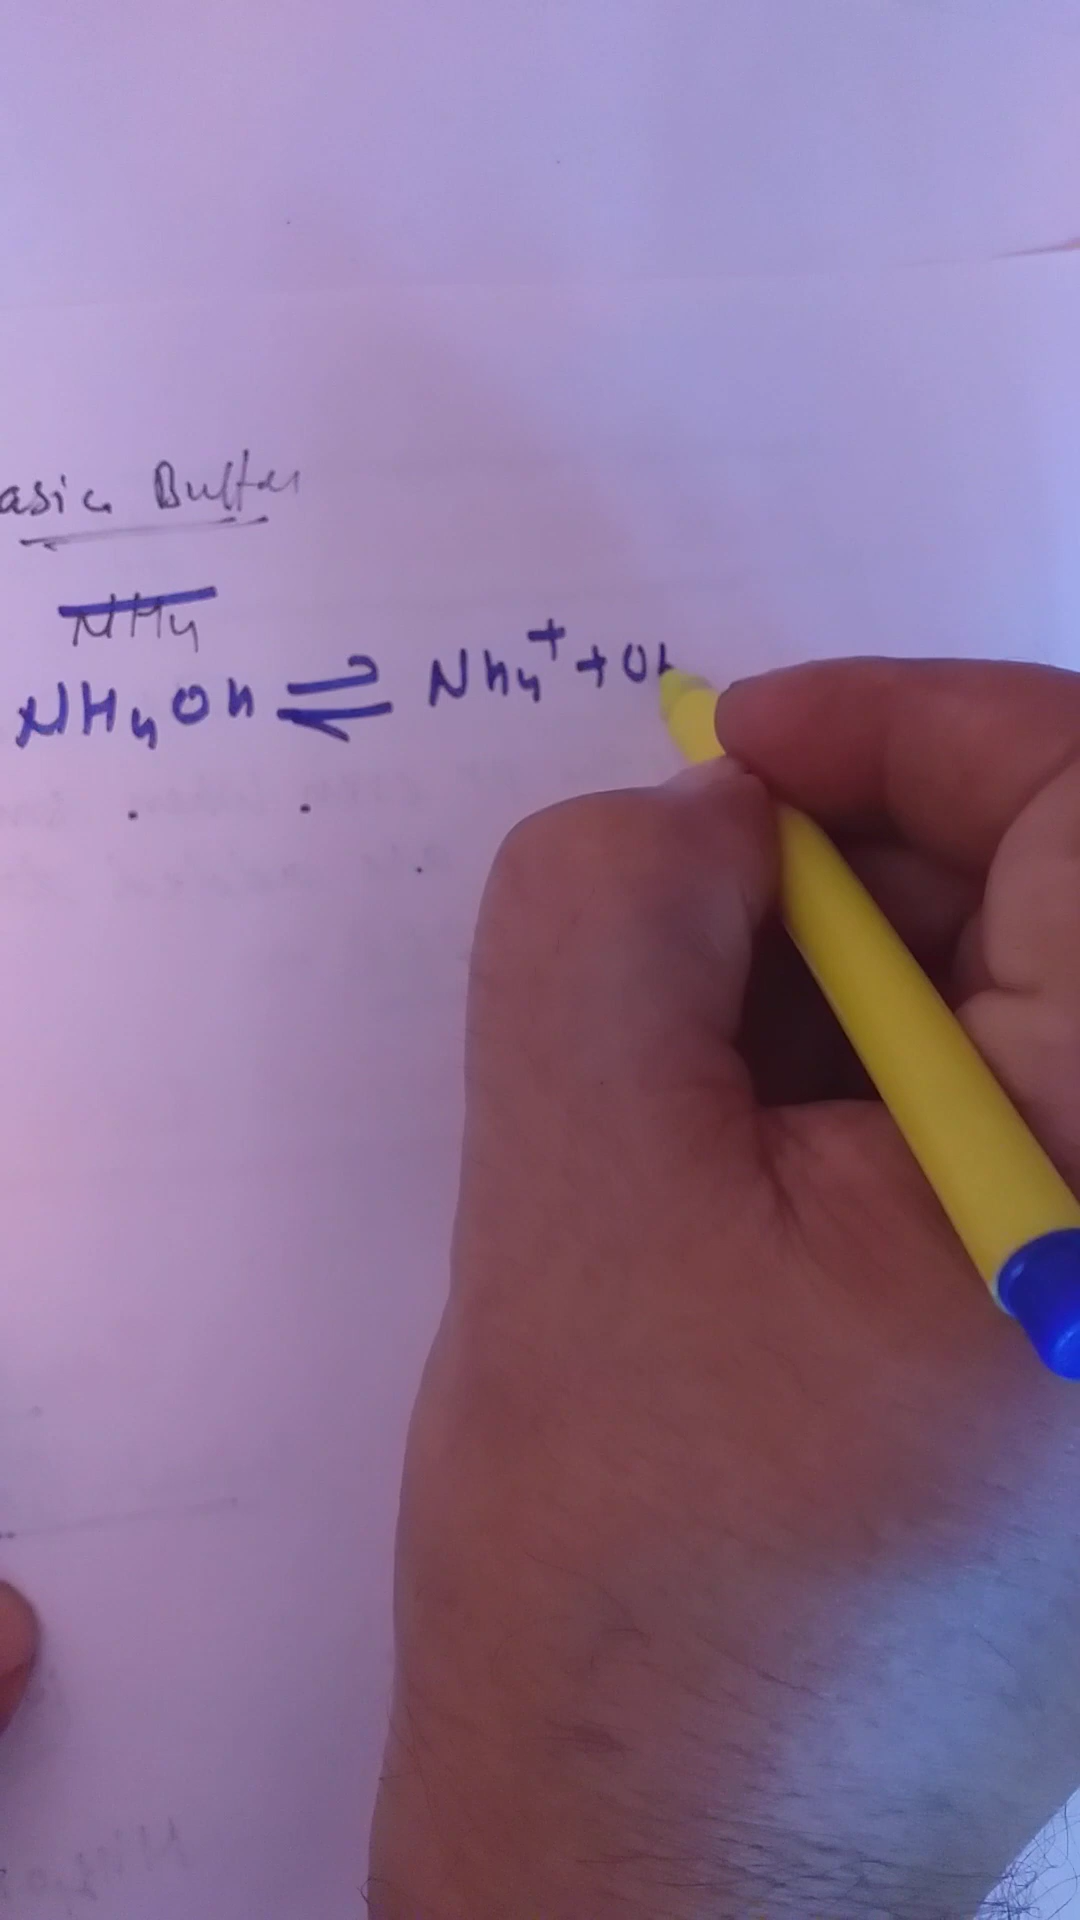 asic Buffer
NH4
NH4Oh ⇌ Nh4+ + Oh